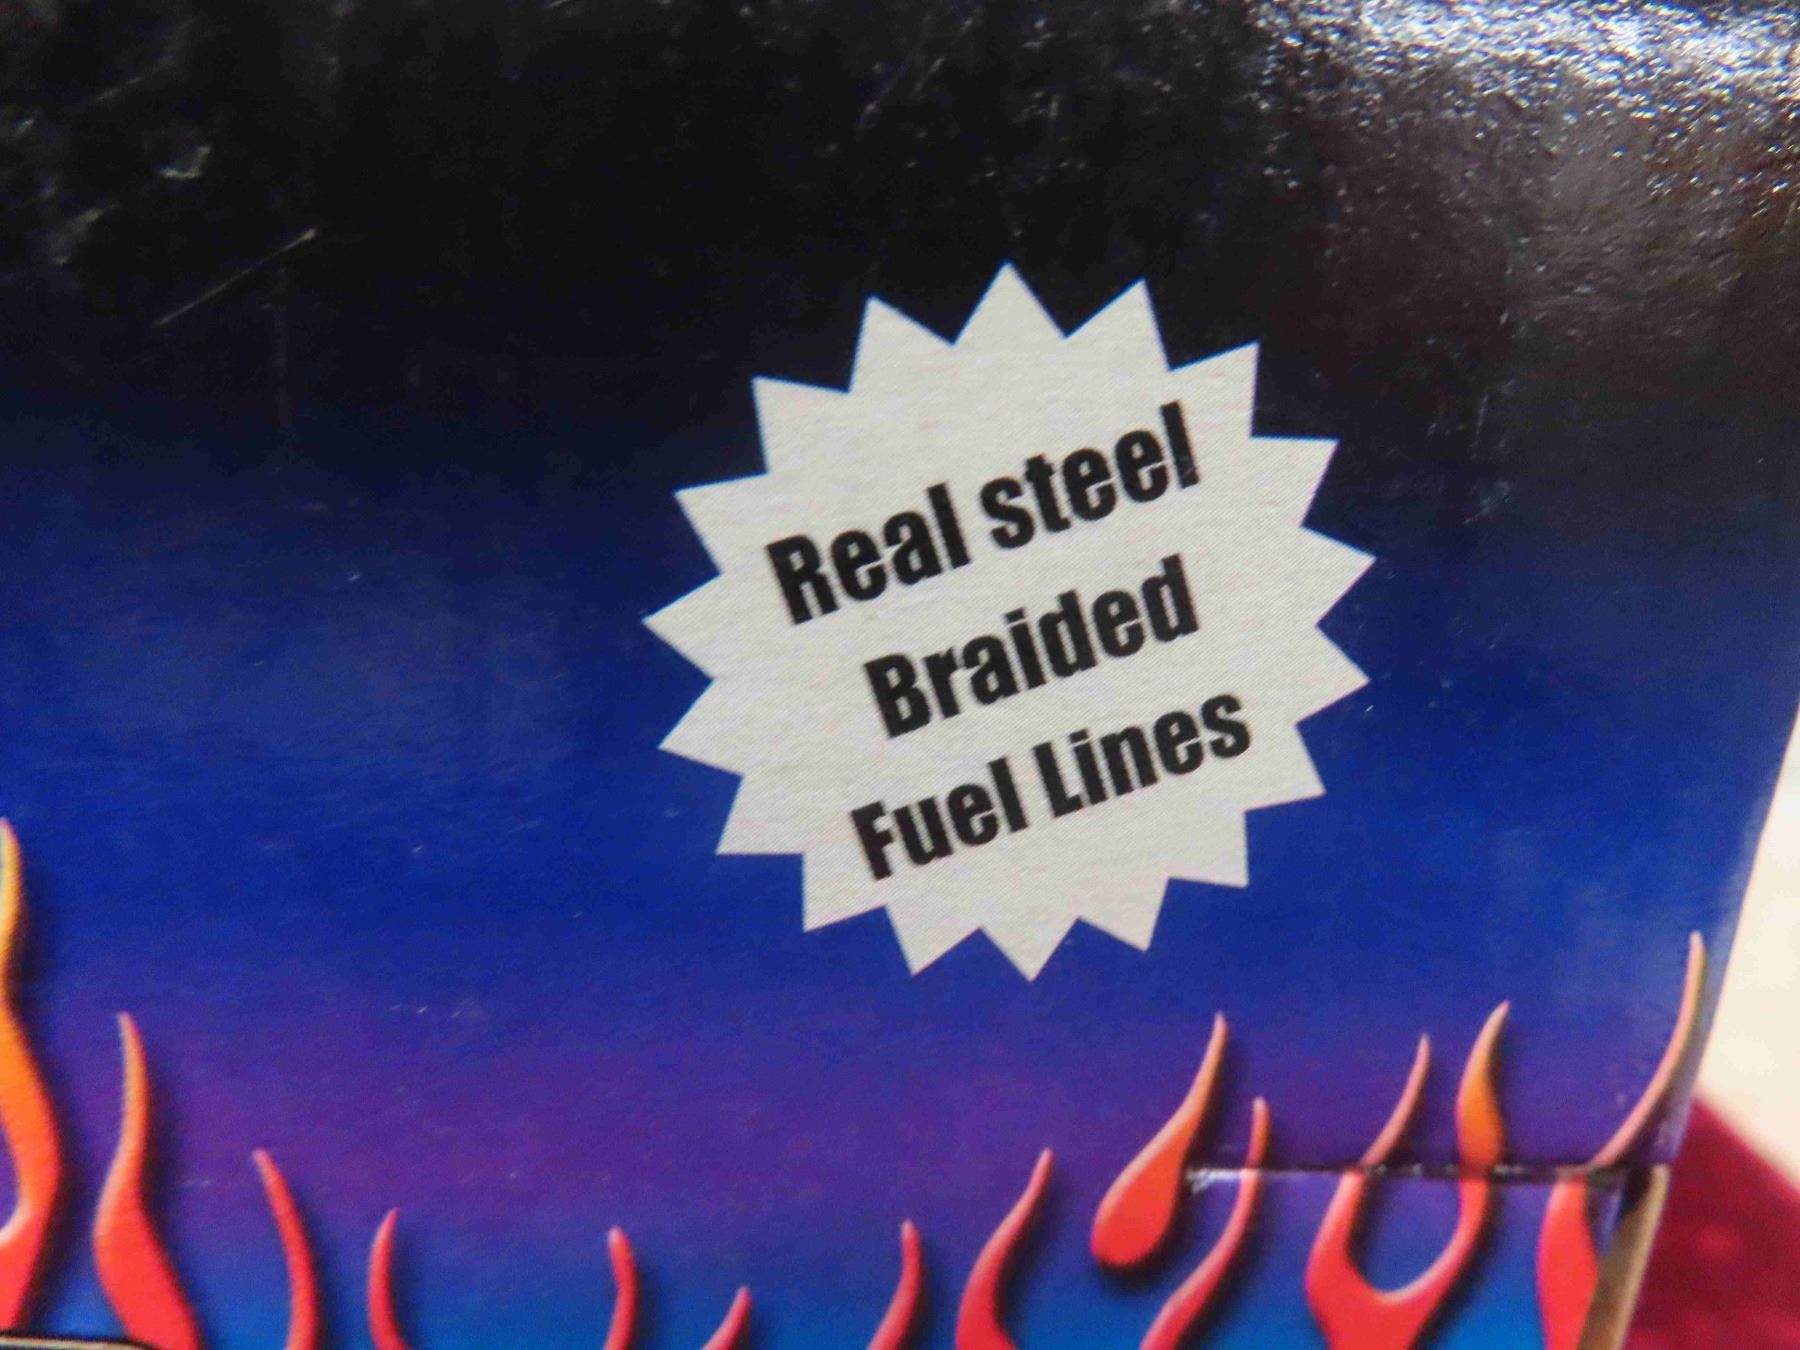 Real steel
Braided
Fuel Lines